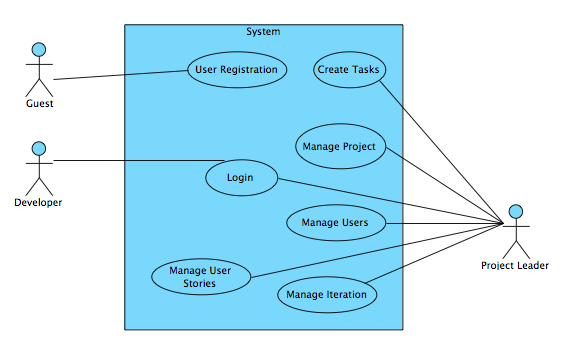 System
User Registration
Create Tasks
Guest
Manage Project
Login
Developer
Manage Users
Project Leader
Manage User
Stories
Manage Iteration